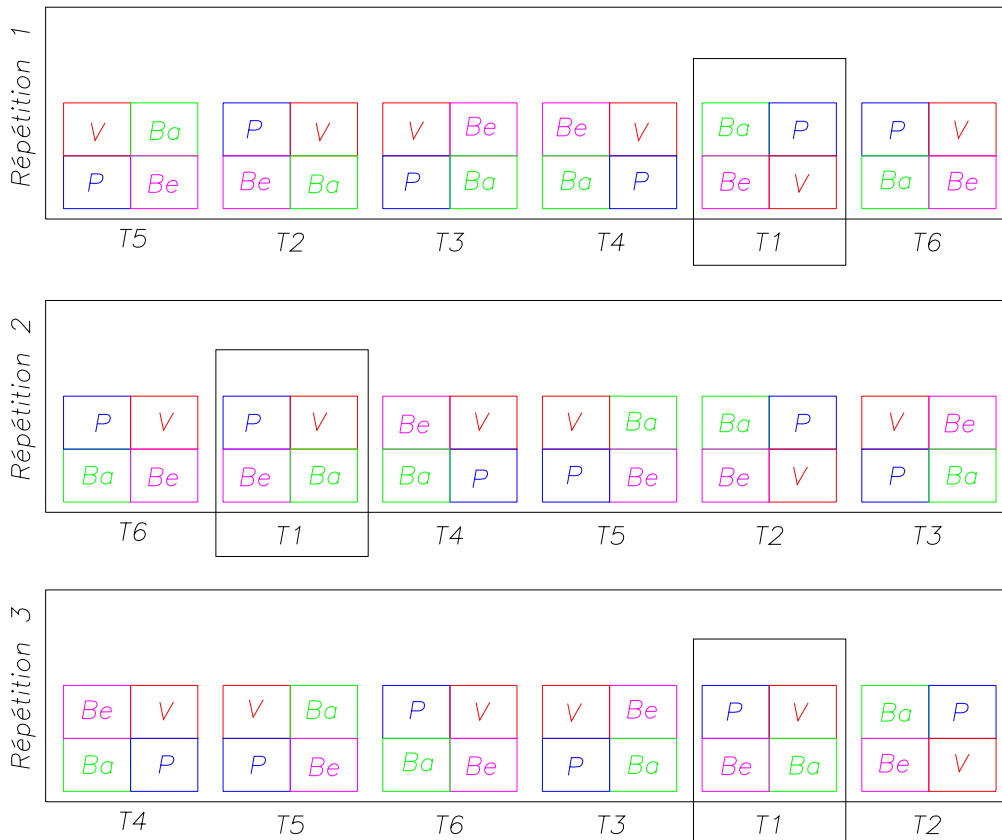 Répétition 1
V Ba P V V Be Be V Ba P P V
P Be Be Ba P Ba Ba P Be V Ba Be
T5 T2 T3 T4 T1 T6
Répétition 2
P V P V Be V V Ba Ba P V Be
Ba Be Be Ba Ba P P Be Be V P Ba
T6 T1 T4 T5 T2 T3
Répétition 3
Be V V Ba P V V Be P V Ba P
Ba P P Be Ba Be P Ba Be Ba Be V
T4 T5 T6 T3 T1 T2